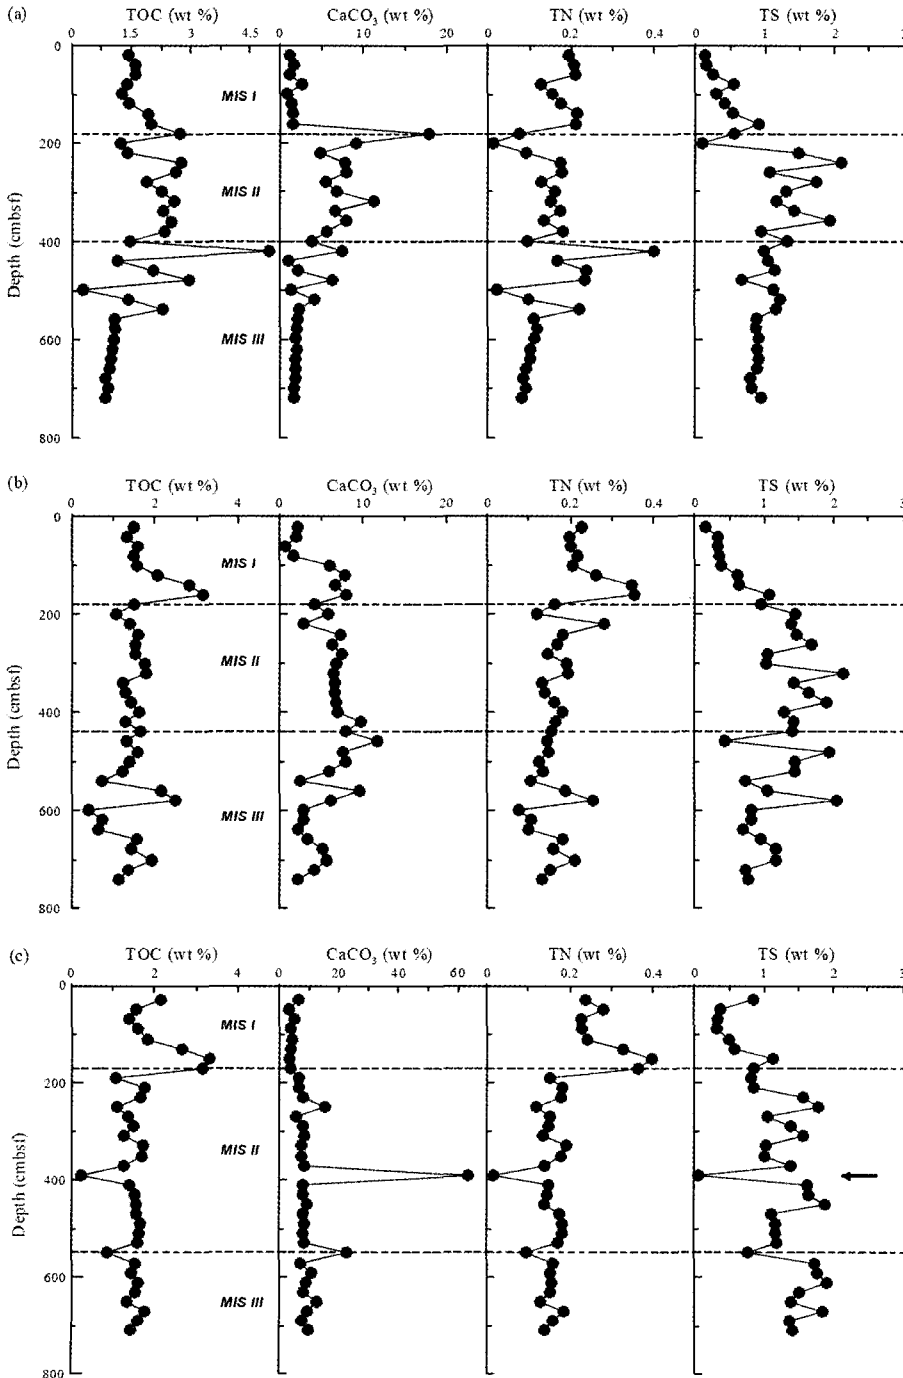 (a)
TOC (wt %)
CaCO3 (wt %)
TN (wt %)
TS (wt %)
0 1.5 3 4.5
0 10 20
0 0.2 0.4
0 1 2 3
0
200
400
600
800
Depth (cmbsf)
MIS I
MIS II
MIS III
(b)
TOC (wt %)
CaCO3 (wt %)
TN (wt %)
TS (wt %)
0 2 4
0 10 20
0 0.2 0.4
0 1 2 3
0
200
400
600
800
Depth (cmbsf)
MIS I
MIS II
MIS III
(c)
TOC (wt %)
CaCO3 (wt %)
TN (wt %)
TS (wt %)
0 2 4
0 20 40 60
0 0.2 0.4
0 1 2 3
0
200
400
600
800
Depth (cmbsf)
MIS I
MIS II
MIS III